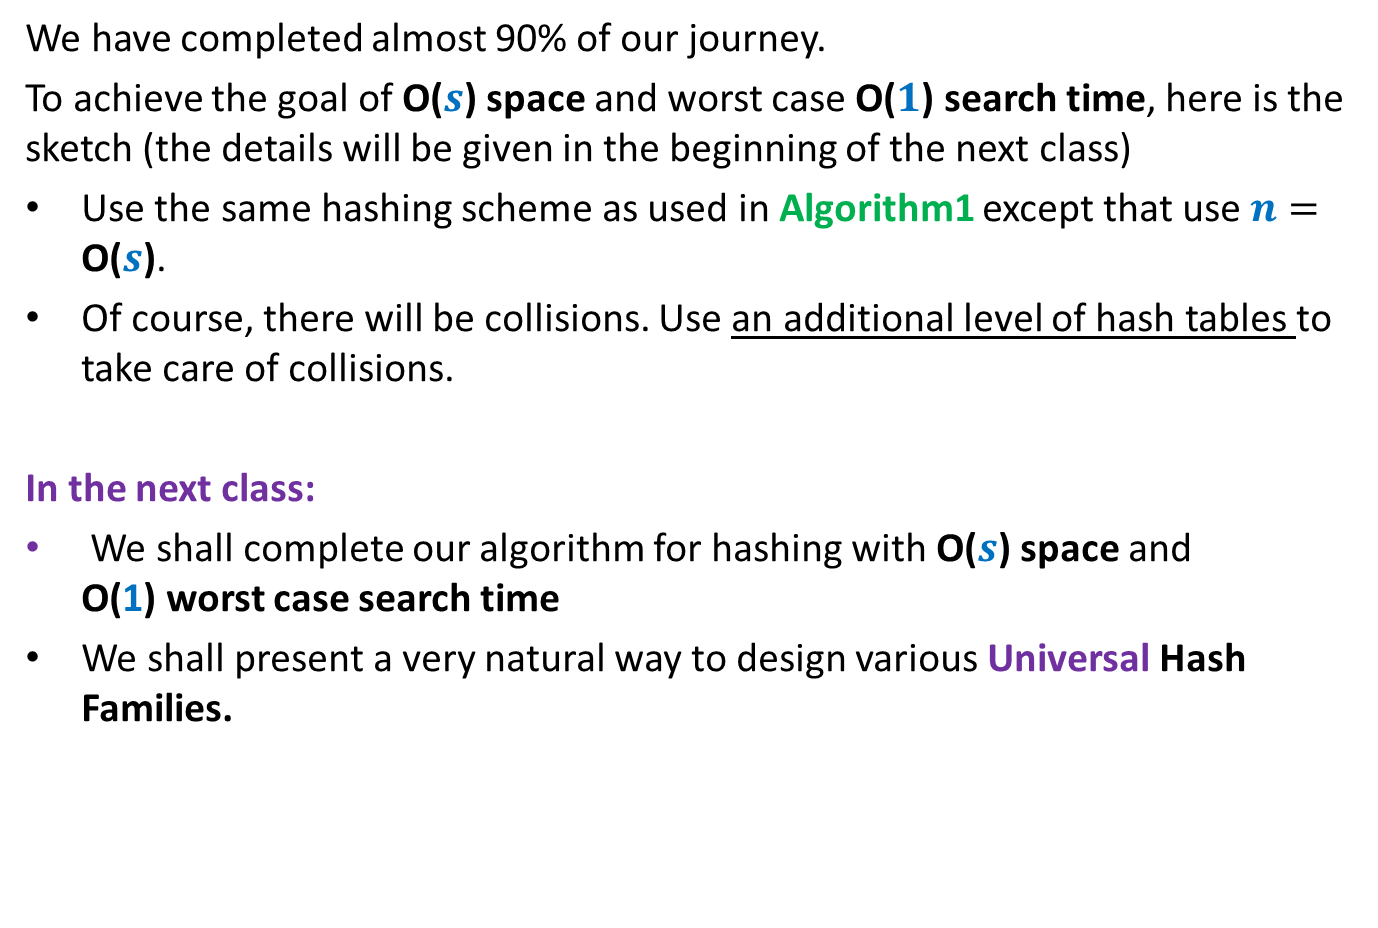 We have completed almost 90% of our journey.
To achieve the goal of O(s) space and worst case O(1) search time, here is the
sketch (the details will be given in the beginning of the next class)
• Use the same hashing scheme as used in Algorithm1 except that use n =
O(s).
• Of course, there will be collisions. Use an additional level of hash tables to
take care of collisions.
In the next class:
• We shall complete our algorithm for hashing with O(s) space and
O(1) worst case search time
• We shall present a very natural way to design various Universal Hash
Families.